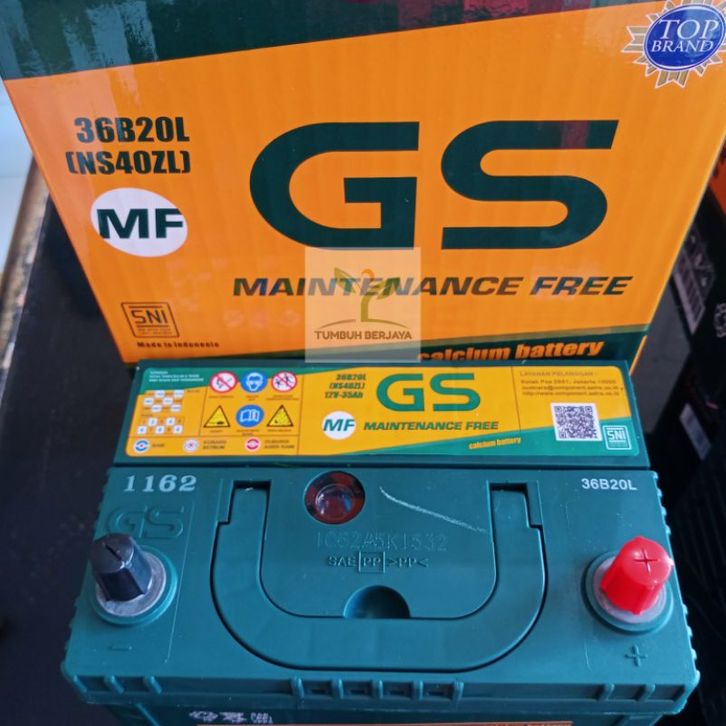 TOP
BRAND
36B20L
(NS40ZL)
GS
MF
MAINTENANCE FREE
TUMBUH BERJAYA
SNI
Made in Indonesia
calcium battery
36B20L
(NS40ZL)
12V-35Ah
GS
MF MAINTENANCE FREE
calcium battery
LAYANAN PELANGGAN:
SNI
1162
36B20L
GS
SAE PP >PP<